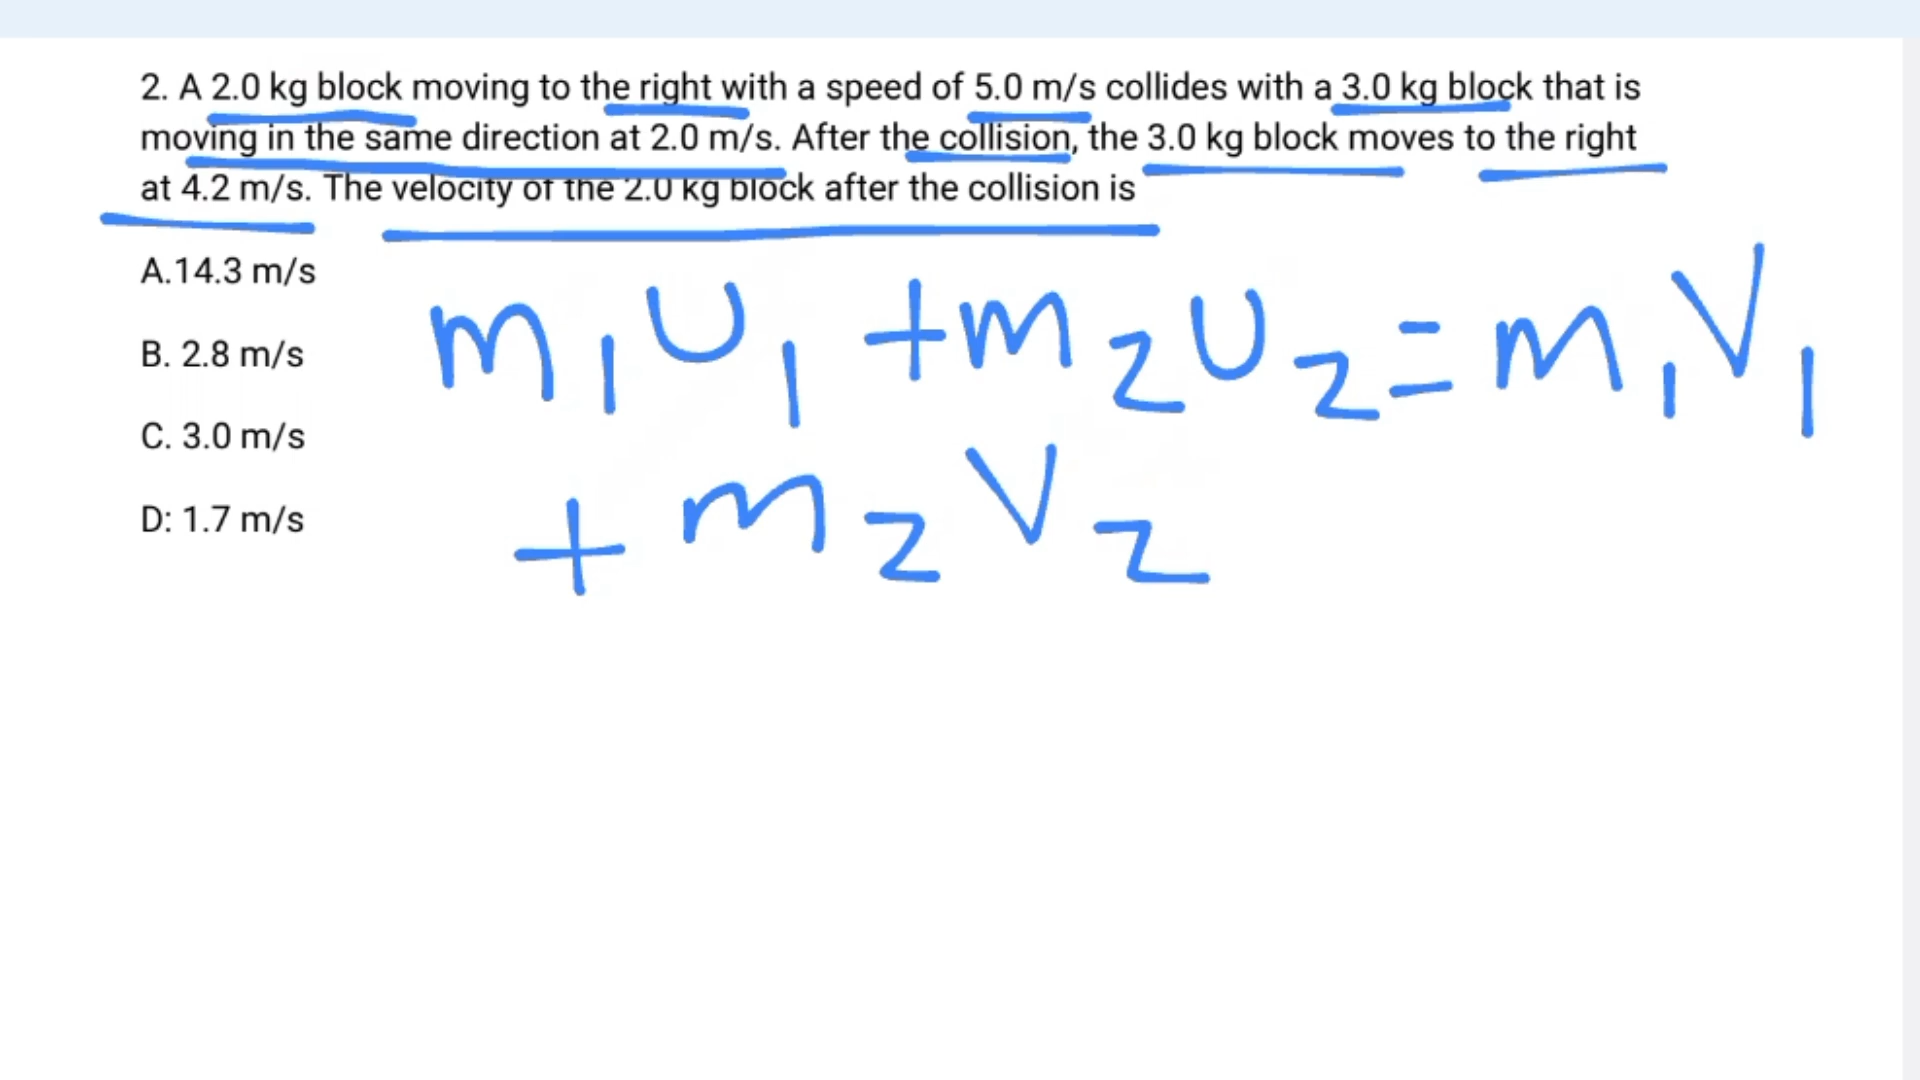 2. A 2.0 kg block moving to the right with a speed of 5.0 m/s collides with a 3.0 kg block that is
moving in the same direction at 2.0 m/s. After the collision, the 3.0 kg block moves to the right
at 4.2 m/s. The velocity of the 2.0 kg block after the collision is
A.14.3 m/s
B. 2.8 m/s
C. 3.0 m/s
D: 1.7 m/s
m₁U₁ + m₂U₂ = m₁V₁
+ m₂V₂